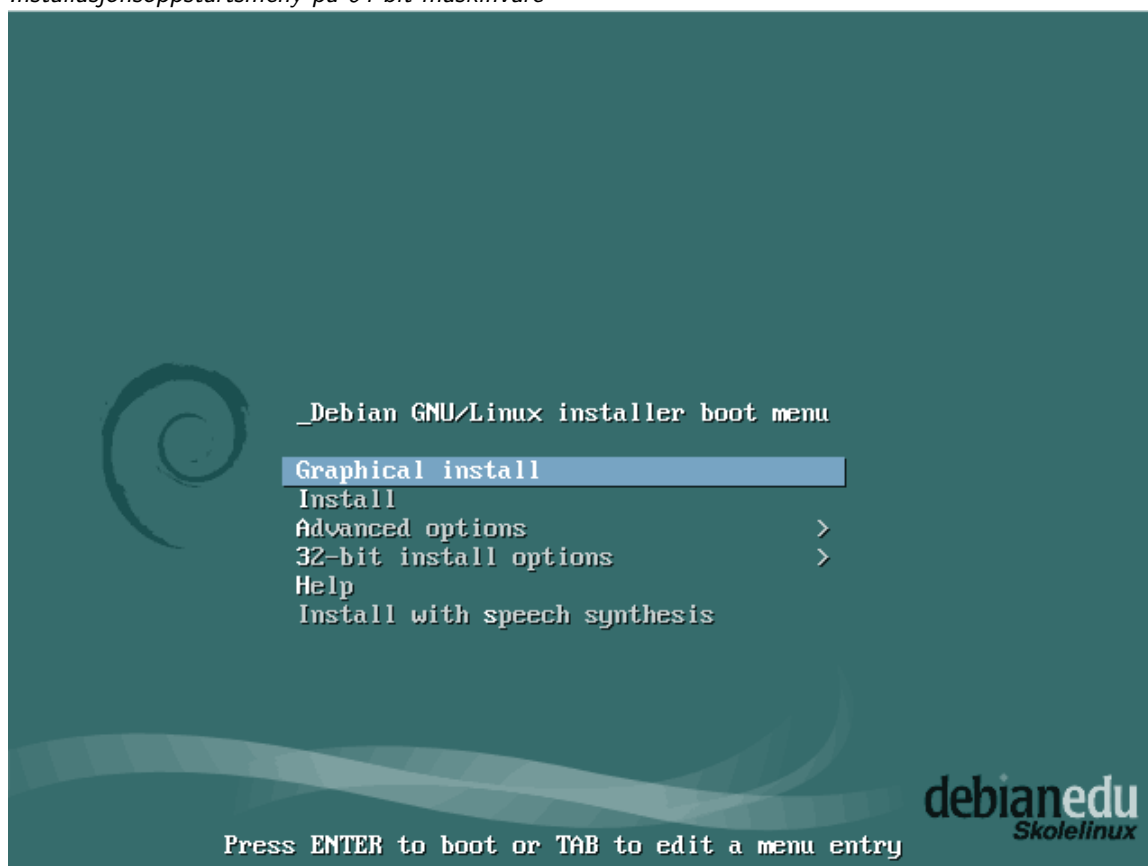 Installasjonsoppstartsmeny på 64-bit maskinvare
_Debian GNU/Linux installer boot menu
Graphical install
Install
Advanced options >
32-bit install options >
Help
Install with speech synthesis
debianedu
Skolelinux
Press ENTER to boot or TAB to edit a menu entry